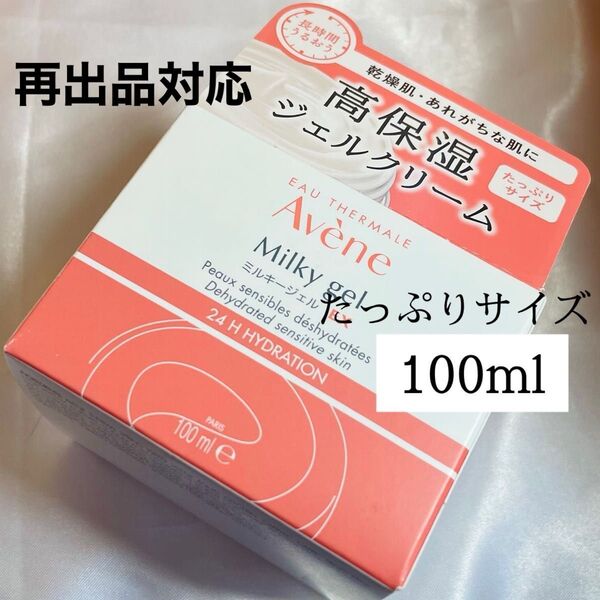 長時間
うるおう
再出品対応
乾燥肌・あれがちな肌に
高保湿
ジェルクリーム
たっぷり
サイズ
EAU THERMALE
Avène
Milky gel
ミルキージェル EX
Peaux sensibles déshydratées
Dehydrated sensitive skin
24 H HYDRATION
たっぷりサイズ
100ml
PARIS
100 ml e